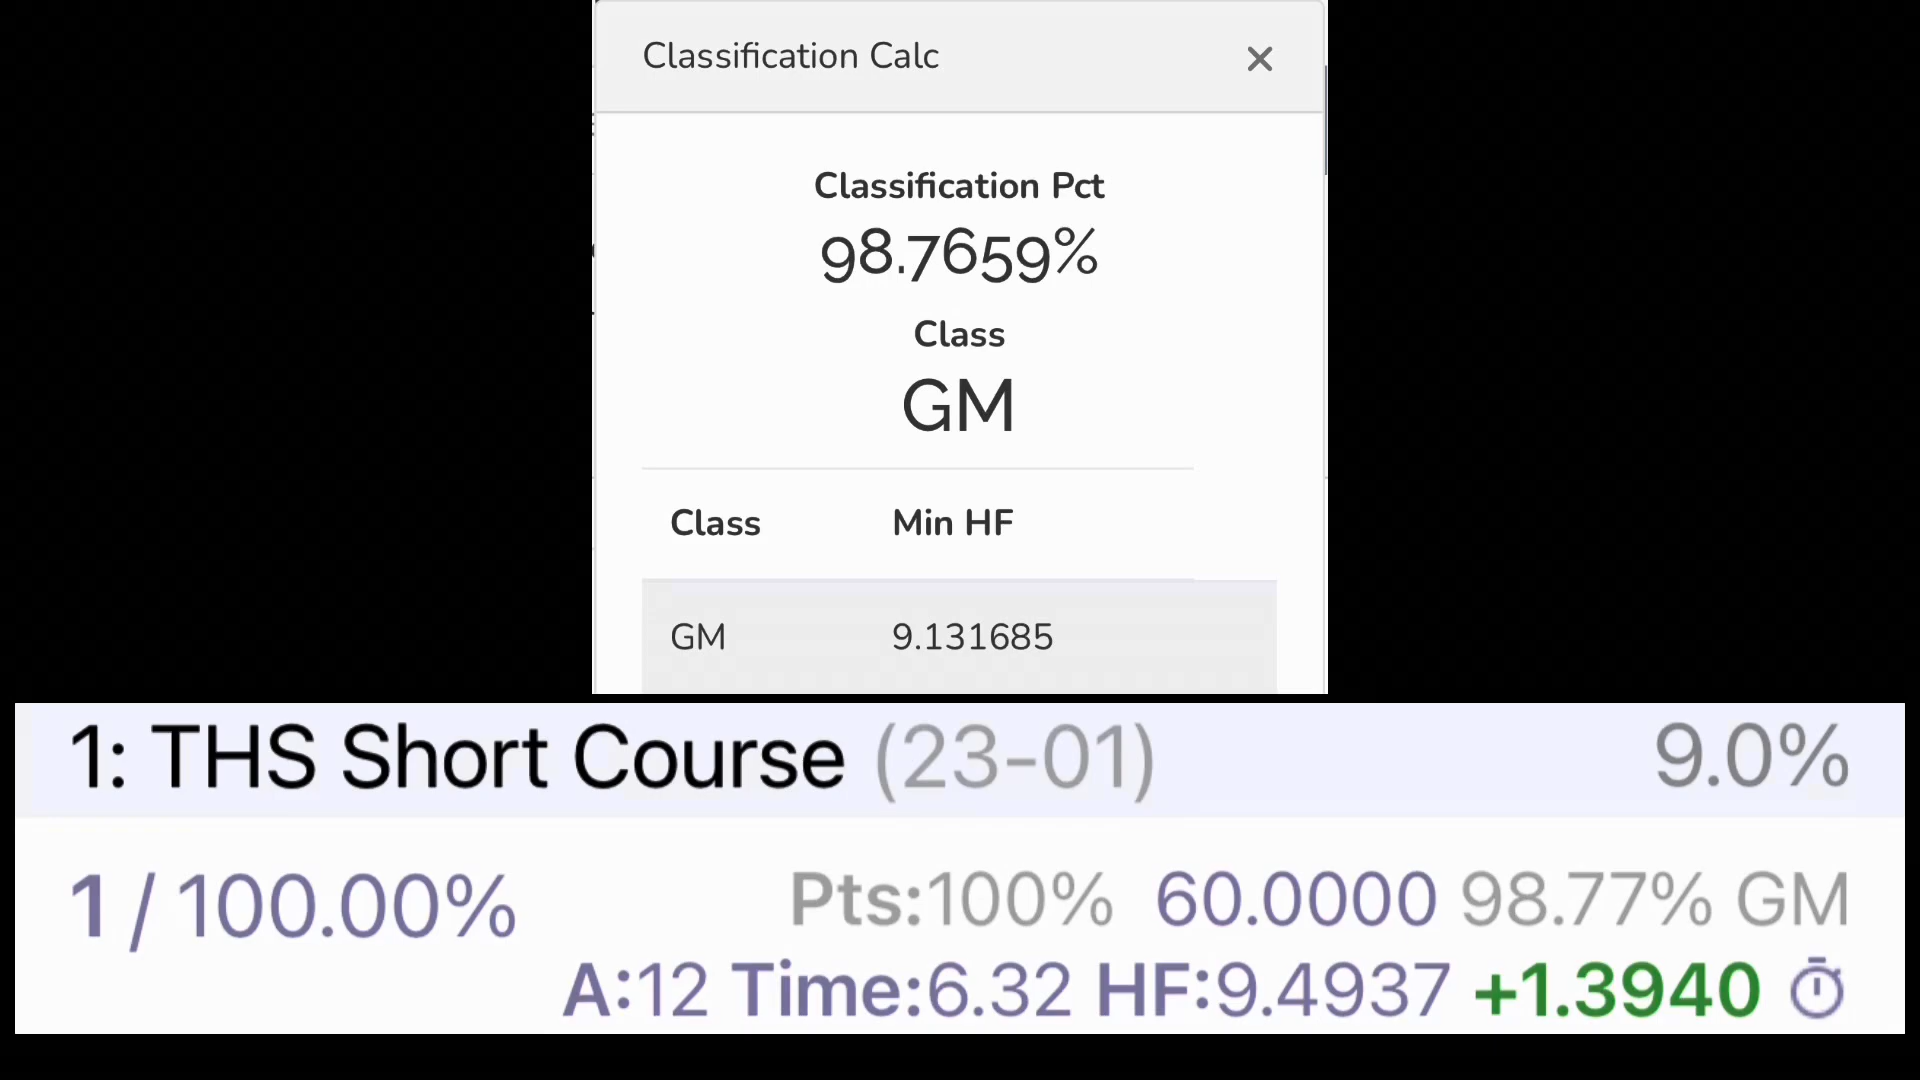 Classification Calc ×
Classification Pct
98.7659%
Class
GM
Class Min HF
GM 9.131685
1: THS Short Course (23-01) 9.0%
1 / 100.00% Pts:100% 60.0000 98.77% GM
A:12 Time:6.32 HF:9.4937 +1.3940